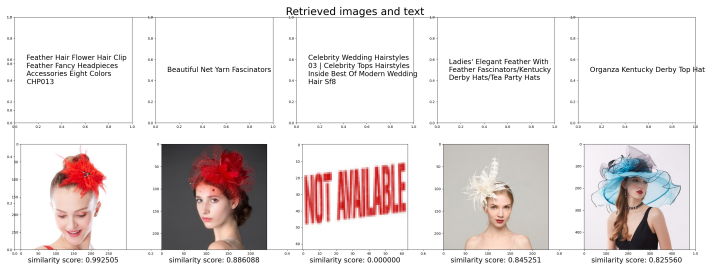 Retrieved images and text
Feather Hair Flower Hair Clip
Feather Fancy Headpieces
Accessories Eight Colors
CHP013
Beautiful Net Yarn Fascinators
Celebrity Wedding Hairstyles
03 | Celebrity Tops Hairstyles
Inside Best Of Modern Wedding
Hair Sf8
Ladies' Elegant Feather With
Feather Fascinators/Kentucky
Derby Hats/Tea Party Hats
Organza Kentucky Derby Top Hat
NOT AVAILABLE
similarity score: 0.992505
similarity score: 0.886088
similarity score: 0.000000
similarity score: 0.845251
similarity score: 0.825560